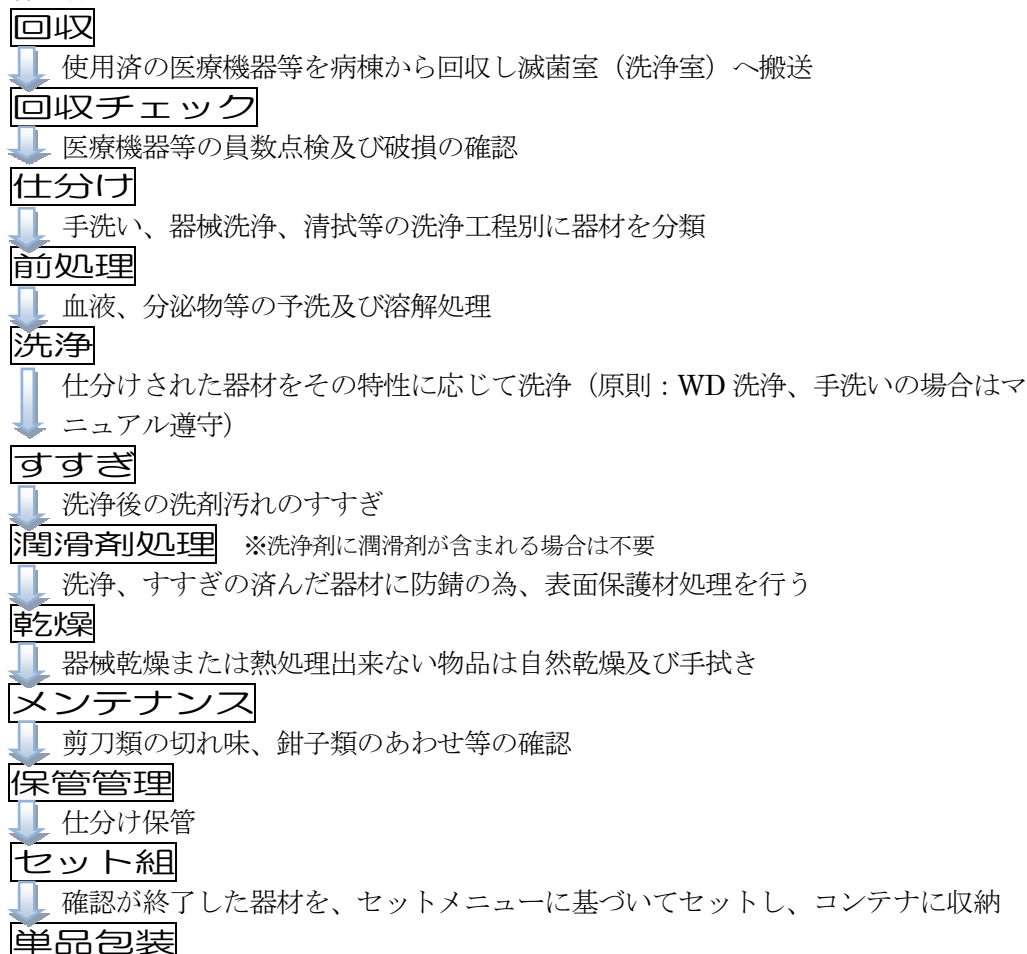 回収
使用済の医療機器等を病棟から回収し滅菌室（洗浄室）へ搬送
回収チェック
医療機器等の員数点検及び破損の確認
仕分け
手洗い、器械洗浄、清拭等の洗浄工程別に器材を分類
前処理
血液、分泌物等の予洗及び溶解処理
洗浄
仕分けされた器材をその特性に応じて洗浄（原則：WD 洗浄、手洗いの場合はマ
ニュアル遵守）
すすぎ
洗浄後の洗剤汚れのすすぎ
潤滑剤処理 ※洗浄剤に潤滑剤が含まれる場合は不要
洗浄、すすぎの済んだ器材に防錆の為、表面保護材処理を行う
乾燥
器械乾燥または熱処理出来ない物品は自然乾燥及び手拭き
メンテナンス
剪刀類の切れ味、鉗子類のあわせ等の確認
保管管理
仕分け保管
セット組
確認が終了した器材を、セットメニューに基づいてセットし、コンテナに収納
単品包装